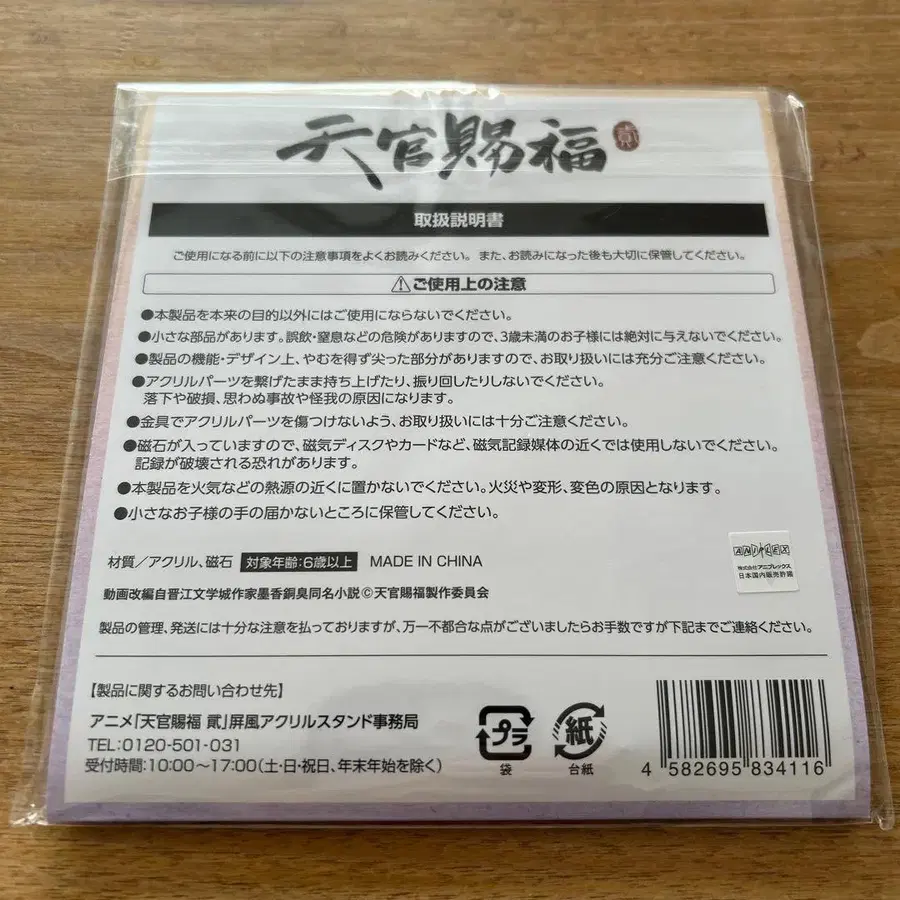 天官賜福 貳
取扱説明書
ご使用になる前に以下の注意事項をよくお読みください。また、お読みになった後も大切に保管してください。
⚠ご使用上の注意
●本製品を本来の目的以外にはご使用にならないでください。
●小さな部品があります。誤飲・窒息などの危険がありますので、3歳未満のお子様には絶対に与えないでください。
●製品の機能・デザイン上、やむを得ず尖った部分がありますので、お取り扱いには充分ご注意ください。
●アクリルパーツを繋げたまま持ち上げたり、振り回したりしないでください。
落下や破損、思わぬ事故や怪我の原因になります。
●金具でアクリルパーツを傷つけないよう、お取り扱いには十分ご注意ください。
●磁石が入っていますので、磁気ディスクやカードなど、磁気記録媒体の近くでは使用しないでください。
記録が破壊される恐れがあります。
●本製品を火気などの熱源の近くに置かないでください。火災や変形、変色の原因となります。
●小さなお子様の手の届かないところに保管してください。
材質／アクリル、磁石 対象年齢:6歳以上 MADE IN CHINA
ANIPLEX
株式会社アニプレックス
日本国内販売許諾
動画改編自晋江文学城作家墨香銅臭同名小説©天官賜福製作委員会
製品の管理、発送には十分な注意を払っておりますが、万一不都合な点がございましたらお手数ですが下記までご連絡ください。
【製品に関するお問い合わせ先】
アニメ「天官賜福 貳」屏風アクリルスタンド事務局
TEL:0120-501-031
受付時間:10:00〜17:00(土・日・祝日、年末年始を除く)
プラ
袋
紙
台紙
4 582695 834116